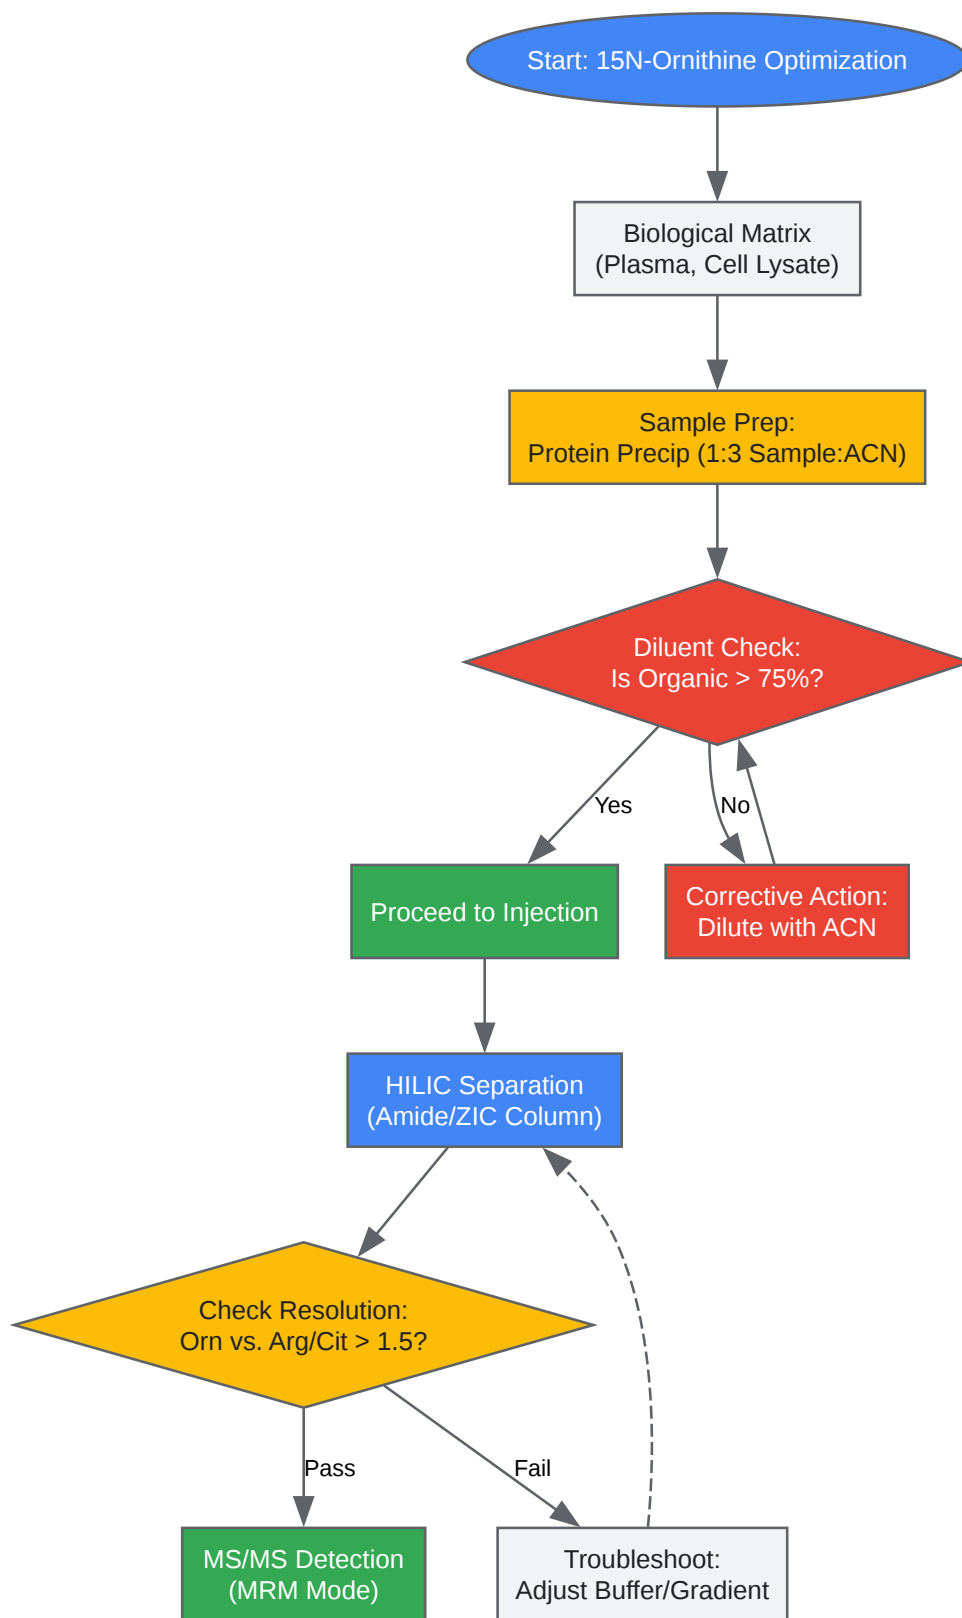 Start: 15N-Ornithine Optimization
Biological Matrix
(Plasma, Cell Lysate)
Sample Prep:
Protein Precip (1:3 Sample:ACN)
Diluent Check:
Is Organic > 75%?
Yes
No
Proceed to Injection
Corrective Action:
Dilute with ACN
HILIC Separation
(Amide/ZIC Column)
Check Resolution:
Orn vs. Arg/Cit > 1.5?
Pass
Fail
MS/MS Detection
(MRM Mode)
Troubleshoot:
Adjust Buffer/Gradient